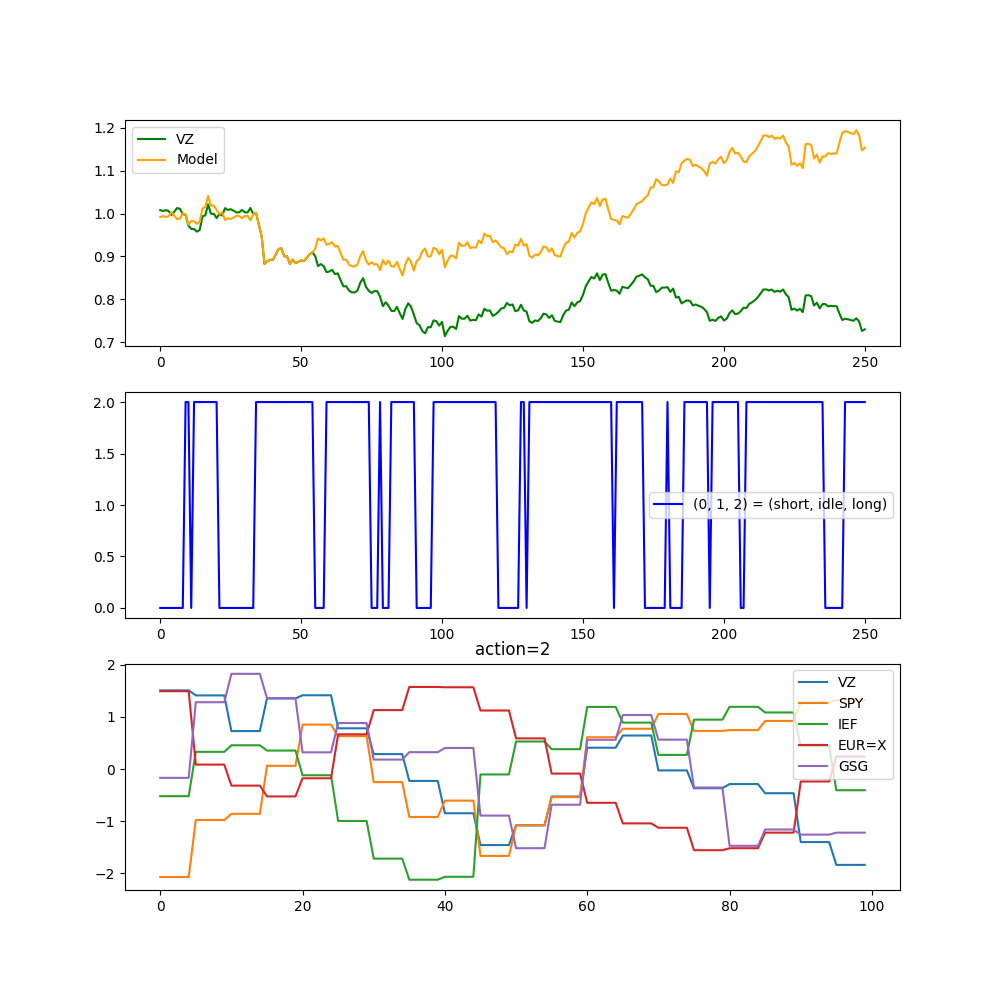 1.2
1.1
1.0
0.9
0.8
0.7
VZ
Model
0 50 100 150 200 250
2.0
1.5
1.0
0.5
0.0
(0, 1, 2) = (short, idle, long)
0 50 100 150 200 250
action=2
2
1
0
−1
−2
VZ
SPY
IEF
EUR=X
GSG
0 20 40 60 80 100